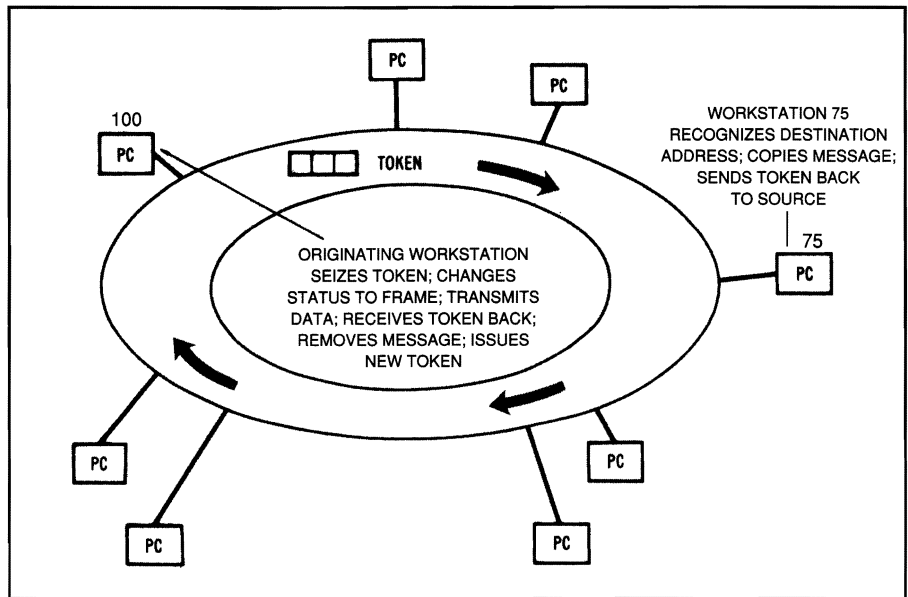 PC
PC
100
PC
TOKEN
WORKSTATION 75
RECOGNIZES DESTINATION
ADDRESS; COPIES MESSAGE;
SENDS TOKEN BACK
TO SOURCE
75
PC
ORIGINATING WORKSTATION
SEIZES TOKEN; CHANGES
STATUS TO FRAME; TRANSMITS
DATA; RECEIVES TOKEN BACK;
REMOVES MESSAGE; ISSUES
NEW TOKEN
PC
PC
PC
PC